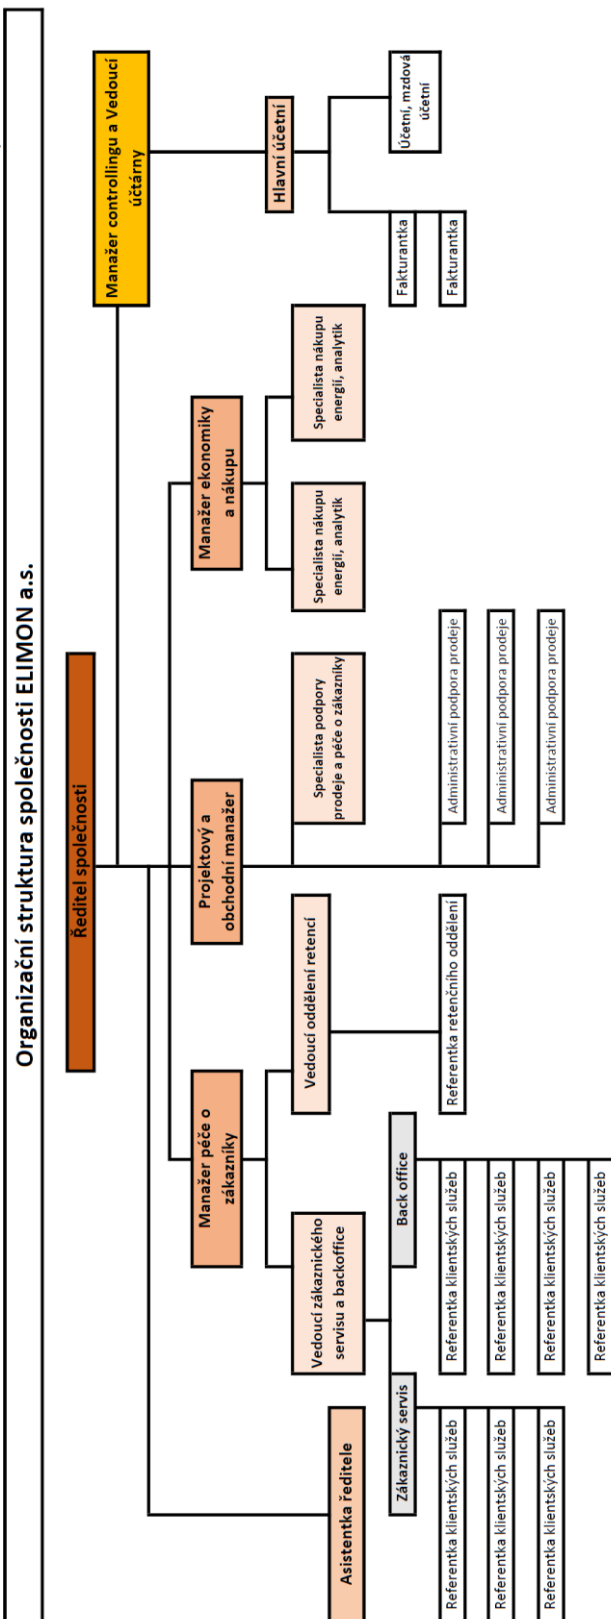 Organizační struktura společnosti ELIMON a.s.
Ředitel společnosti
Manažer controllingu a Vedoucí
účtárny
Manažer péče o
zákazníky
Projektový a
obchodní manažer
Manažer ekonomiky
a nákupu
Hlavní účetní
Asistentka ředitele
Vedoucí zákaznického
servisu a backoffice
Vedoucí oddělení retencí
Specialista podpory
prodeje a péče o zákazníky
Specialista nákupu
energií, analytik
Specialista nákupu
energií, analytik
Zákaznický servis
Back office
Fakturantka
Účetní, mzdová
účetní
Referentka klientských služeb
Referentka klientských služeb
Referentka retenčního oddělení
Administrativní podpora prodeje
Fakturantka
Referentka klientských služeb
Referentka klientských služeb
Administrativní podpora prodeje
Referentka klientských služeb
Referentka klientských služeb
Administrativní podpora prodeje
Referentka klientských služeb